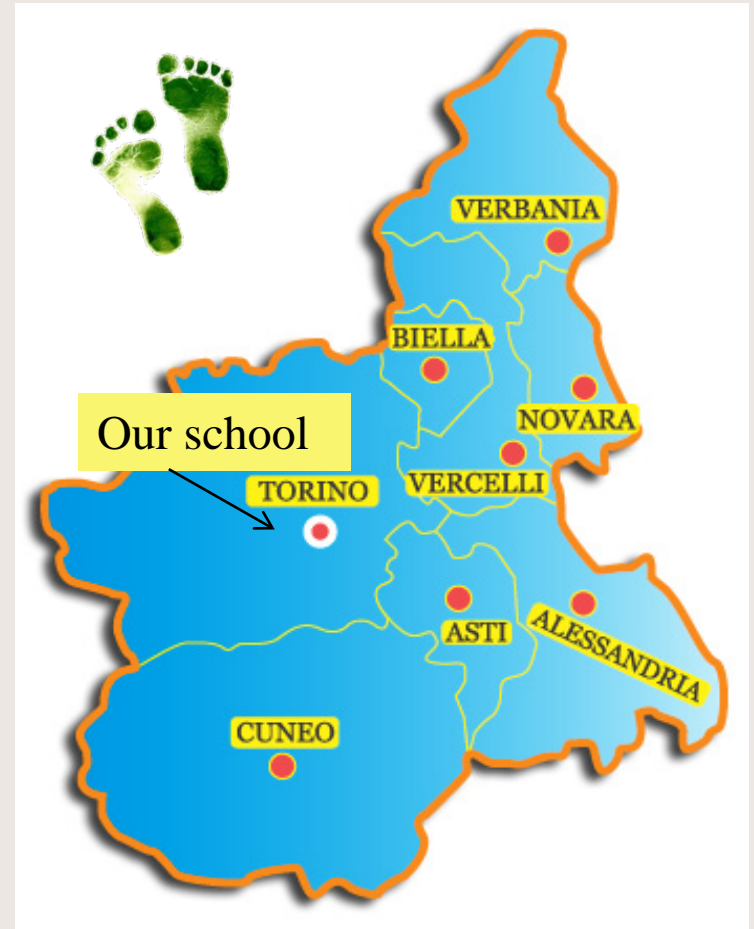 VERBANIA
BIELLA
NOVARA
Our school
VERCELLI
TORINO
ASTI
ALESSANDRIA
CUNEO